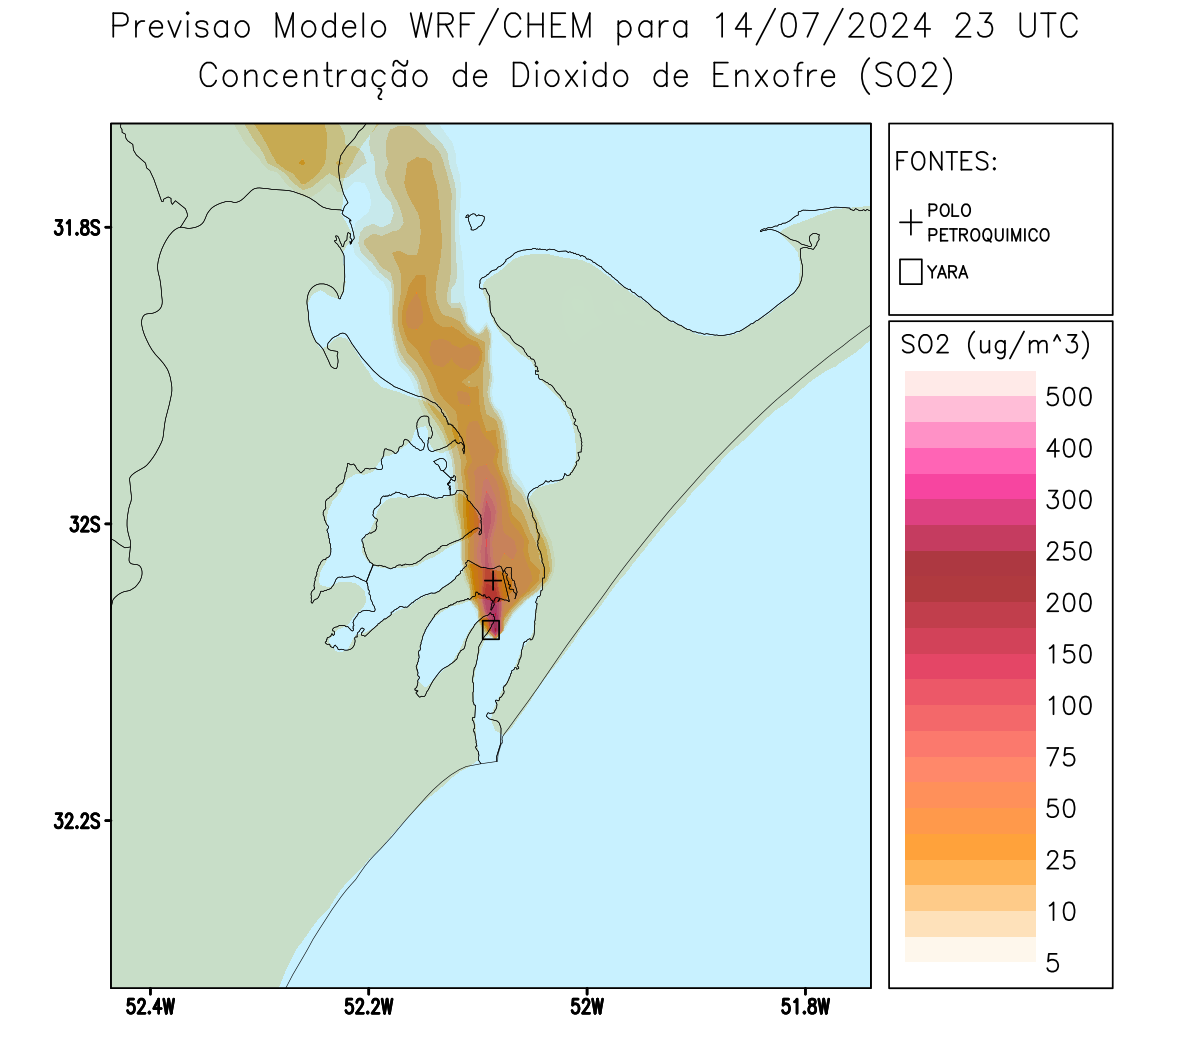 Previsao Modelo WRF/CHEM para 14/07/2024 23 UTC
Concentração de Dioxido de Enxofre (SO2)
FONTES:
POLO
PETROQUIMICO
YARA
SO2 (ug/m^3)
500
400
300
250
200
150
100
75
50
25
10
5
31.8S
32S
32.2S
52.4W
52.2W
52W
51.8W